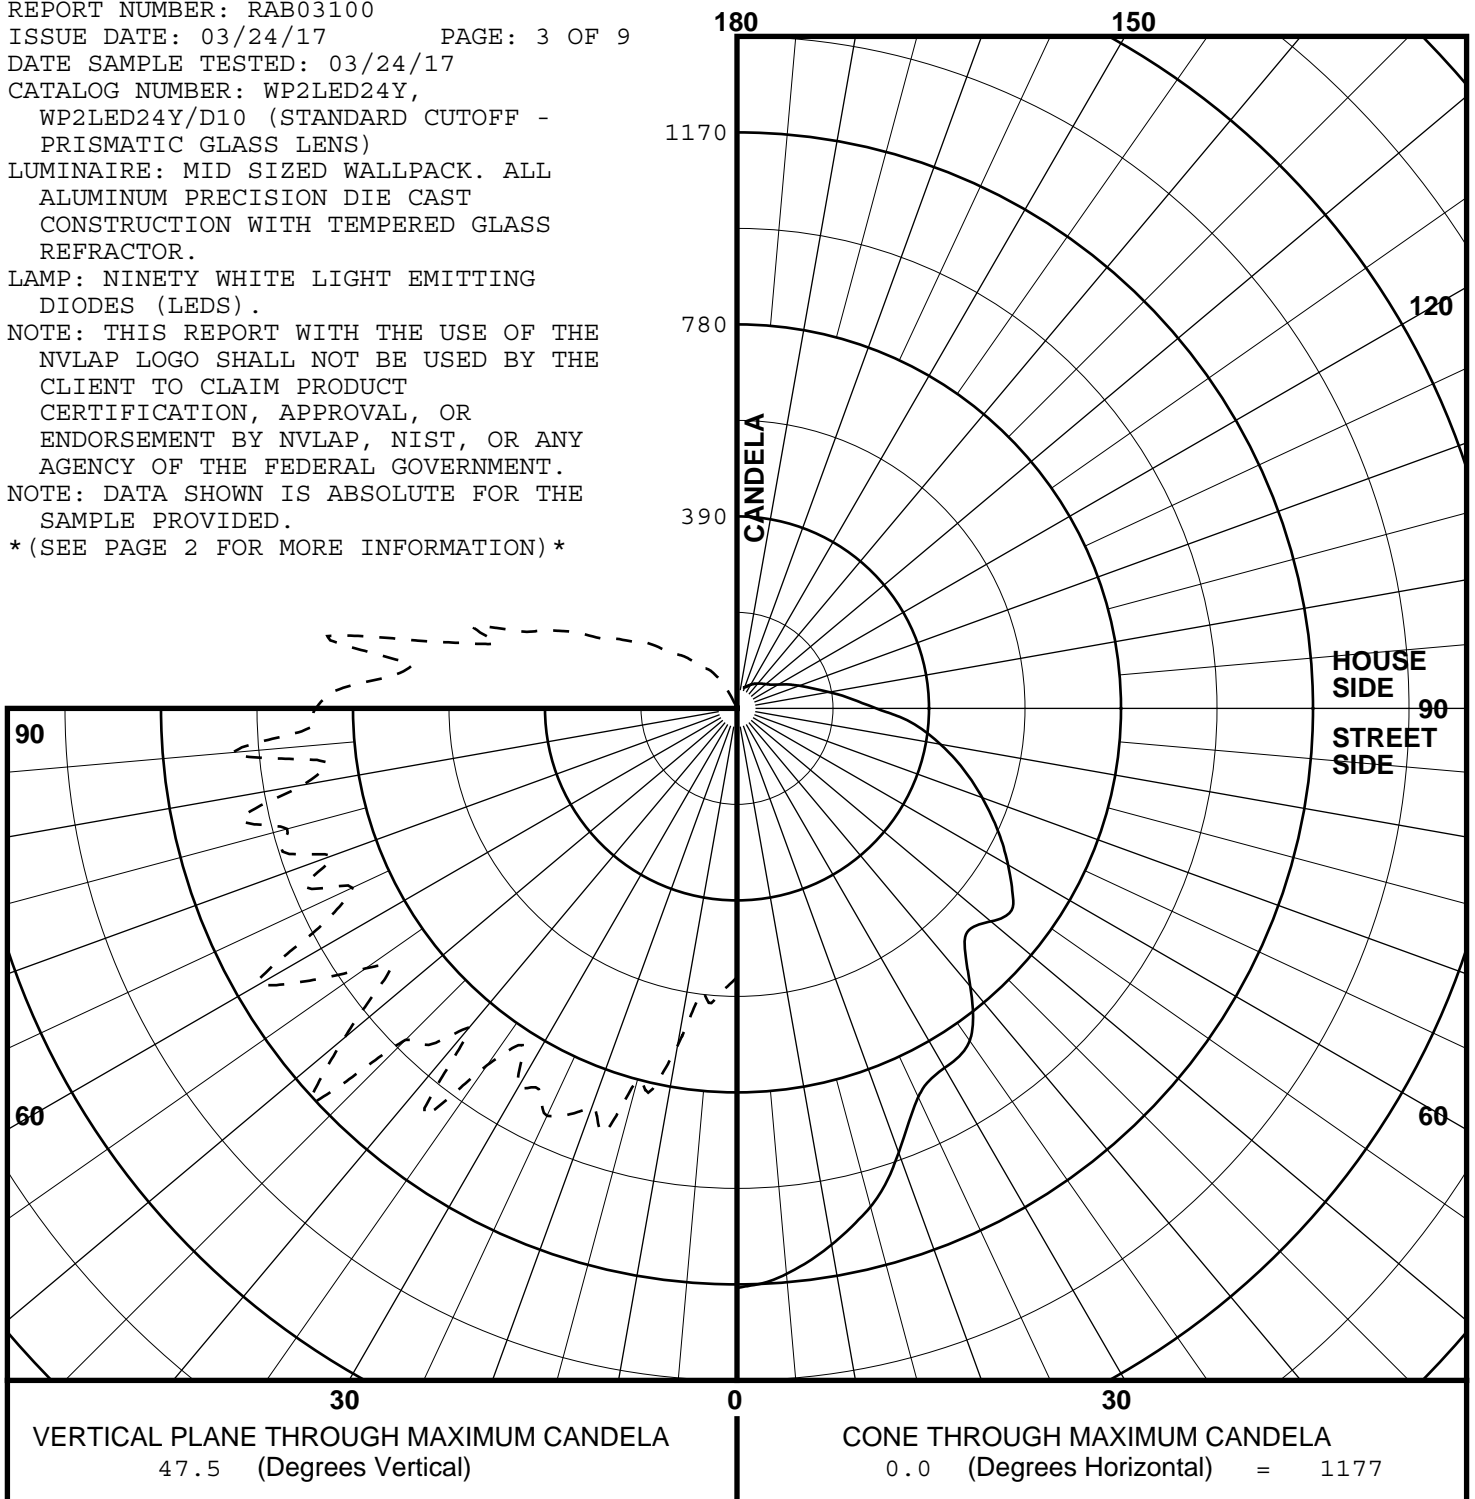 REPORT NUMBER: RAB03100
ISSUE DATE: 03/24/17 PAGE: 3 OF 9
DATE SAMPLE TESTED: 03/24/17
CATALOG NUMBER: WP2LED24Y,
WP2LED24Y/D10 (STANDARD CUTOFF -
PRISMATIC GLASS LENS)
LUMINAIRE: MID SIZED WALLPACK. ALL
ALUMINUM PRECISION DIE CAST
CONSTRUCTION WITH TEMPERED GLASS
REFRACTOR.
LAMP: NINETY WHITE LIGHT EMITTING
DIODES (LEDS).
NOTE: THIS REPORT WITH THE USE OF THE
NVLAP LOGO SHALL NOT BE USED BY THE
CLIENT TO CLAIM PRODUCT
CERTIFICATION, APPROVAL, OR
ENDORSEMENT BY NVLAP, NIST, OR ANY
AGENCY OF THE FEDERAL GOVERNMENT.
NOTE: DATA SHOWN IS ABSOLUTE FOR THE
SAMPLE PROVIDED.
*(SEE PAGE 2 FOR MORE INFORMATION)*
180
150
1170
120
780
CANDELA
390
HOUSE
SIDE
90
90
STREET
SIDE
60
60
30
0
30
VERTICAL PLANE THROUGH MAXIMUM CANDELA
47.5 (Degrees Vertical)
CONE THROUGH MAXIMUM CANDELA
0.0 (Degrees Horizontal) = 1177